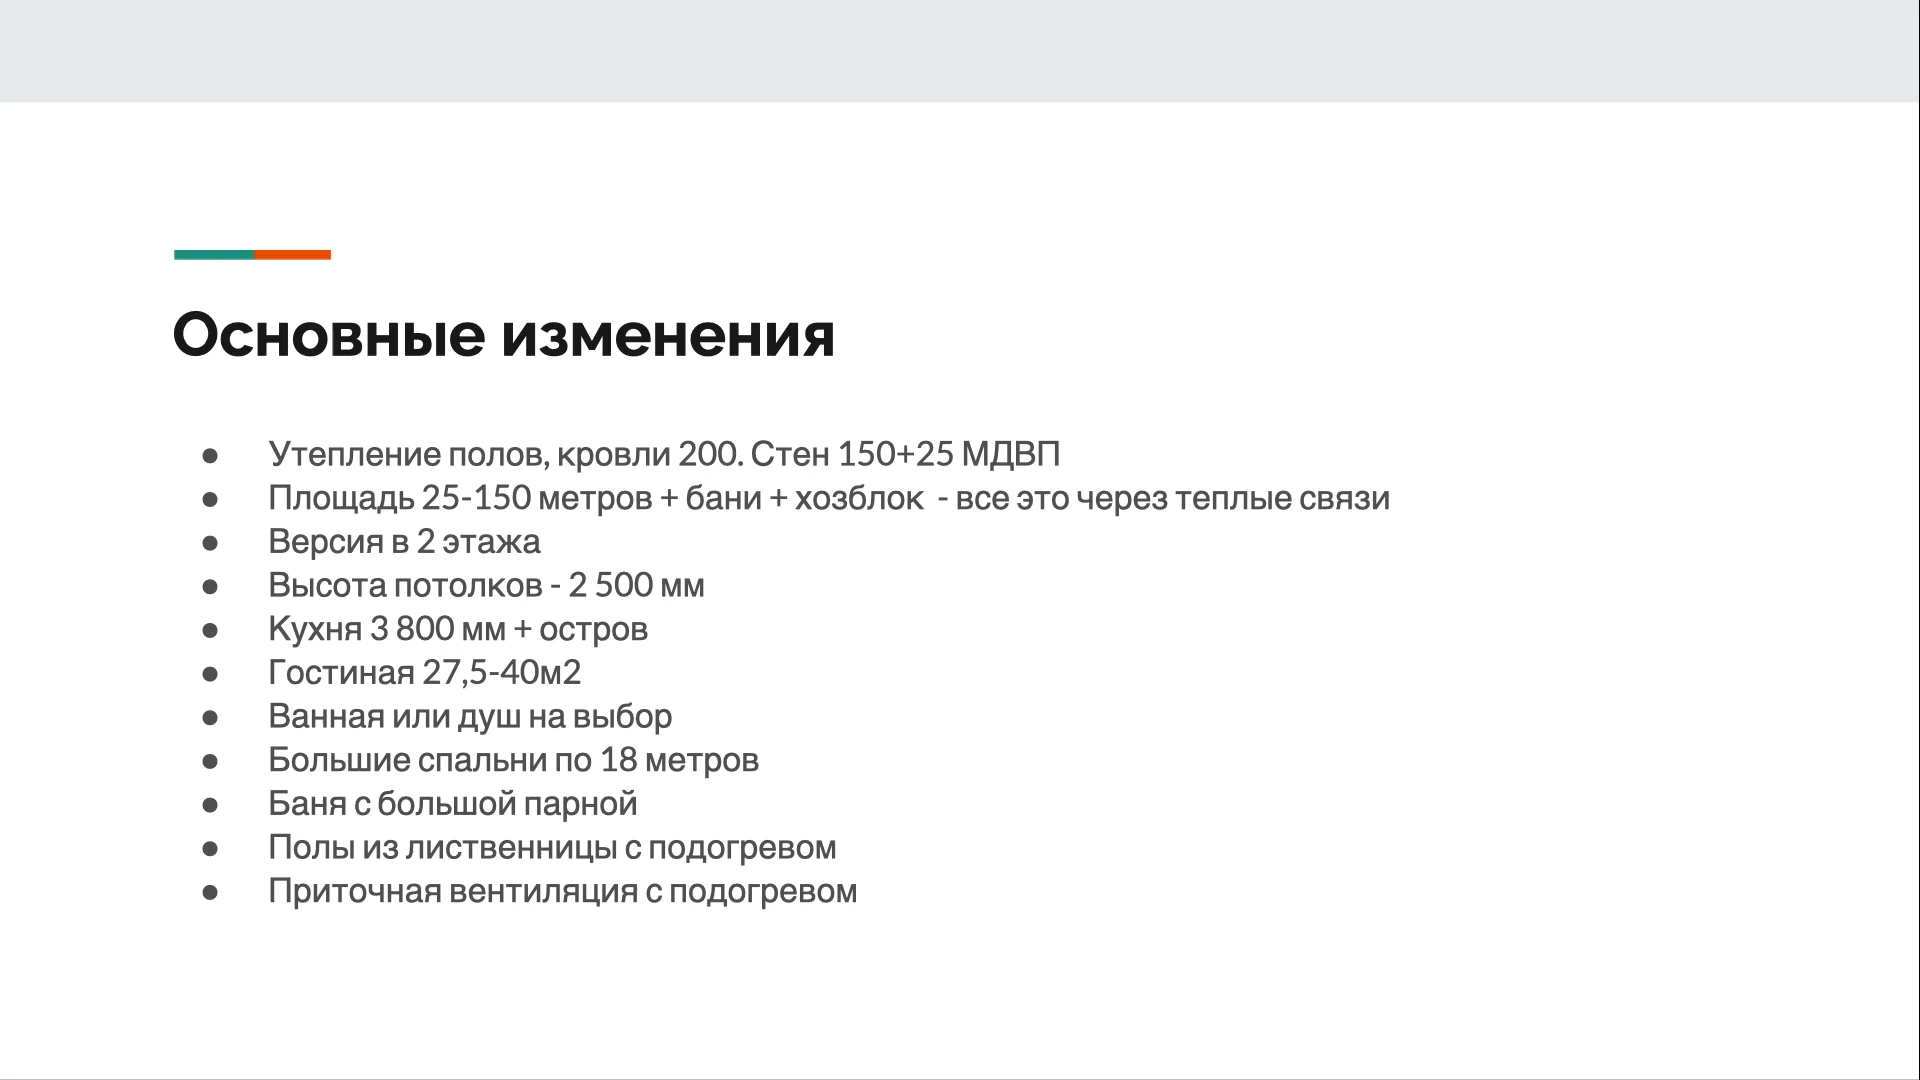 Основные изменения
● Утепление полов, кровли 200. Стен 150+25 МДВП
● Площадь 25-150 метров + бани + хозблок - все это через теплые связи
● Версия в 2 этажа
● Высота потолков - 2 500 мм
● Кухня 3 800 мм + остров
● Гостиная 27,5-40м2
● Ванная или душ на выбор
● Большие спальни по 18 метров
● Баня с большой парной
● Полы из лиственницы с подогревом
● Приточная вентиляция с подогревом